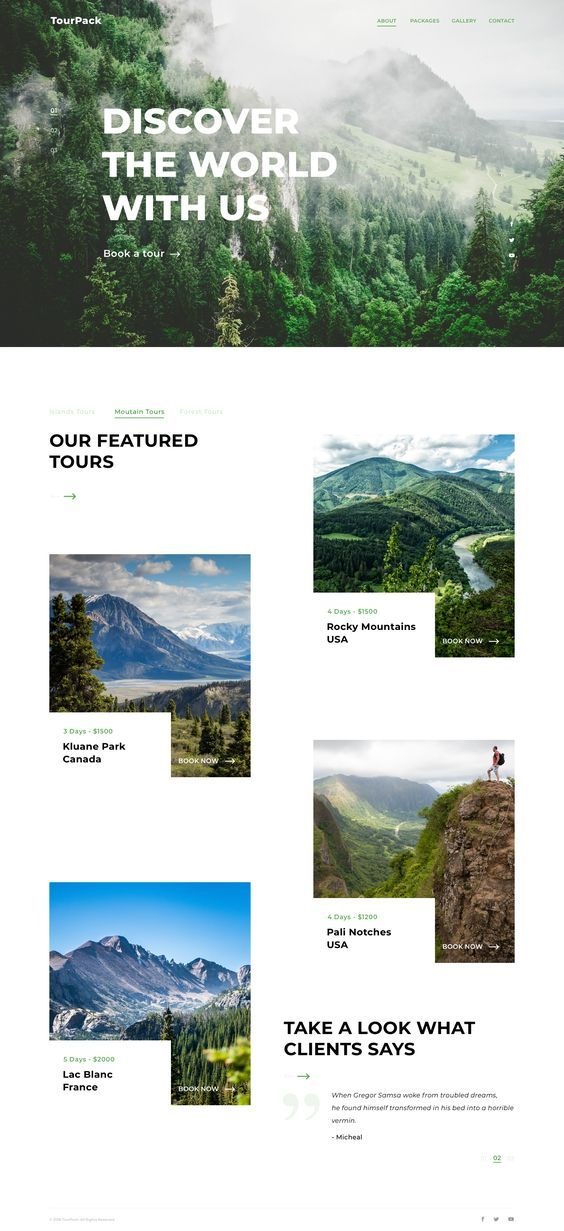 TourPack
ABOUT PACKAGES GALLERY CONTACT
DISCOVER
THE WORLD
WITH US
01
02
03
Book a tour
Islands Tours Moutain Tours Forest Tours
OUR FEATURED
TOURS
4 Days - $1500
Rocky Mountains
USA
BOOK NOW
3 Days - $1500
Kluane Park
Canada
BOOK NOW
4 Days - $1200
Pali Notches
USA
BOOK NOW
5 Days - $2000
Lac Blanc
France
BOOK NOW
TAKE A LOOK WHAT
CLIENTS SAYS
When Gregor Samsa woke from troubled dreams,
he found himself transformed in his bed into a horrible
vermin.
- Micheal
02